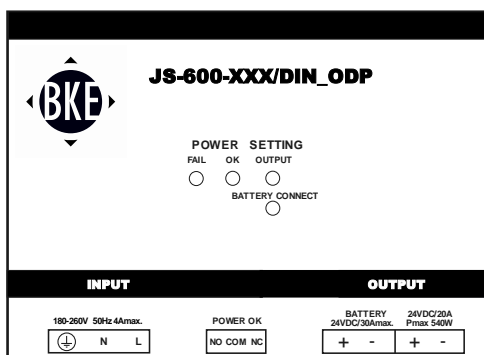 BKE
JS-600-XXX/DIN_ODP
POWER SETTING
FAIL OK OUTPUT
BATTERY CONNECT
INPUT OUTPUT
180-260V 50Hz 4Amax.
N L
POWER OK
NO COM NC
BATTERY
24VDC/30Amax.
+ -
24VDC/20A
Pmax 540W
+ -